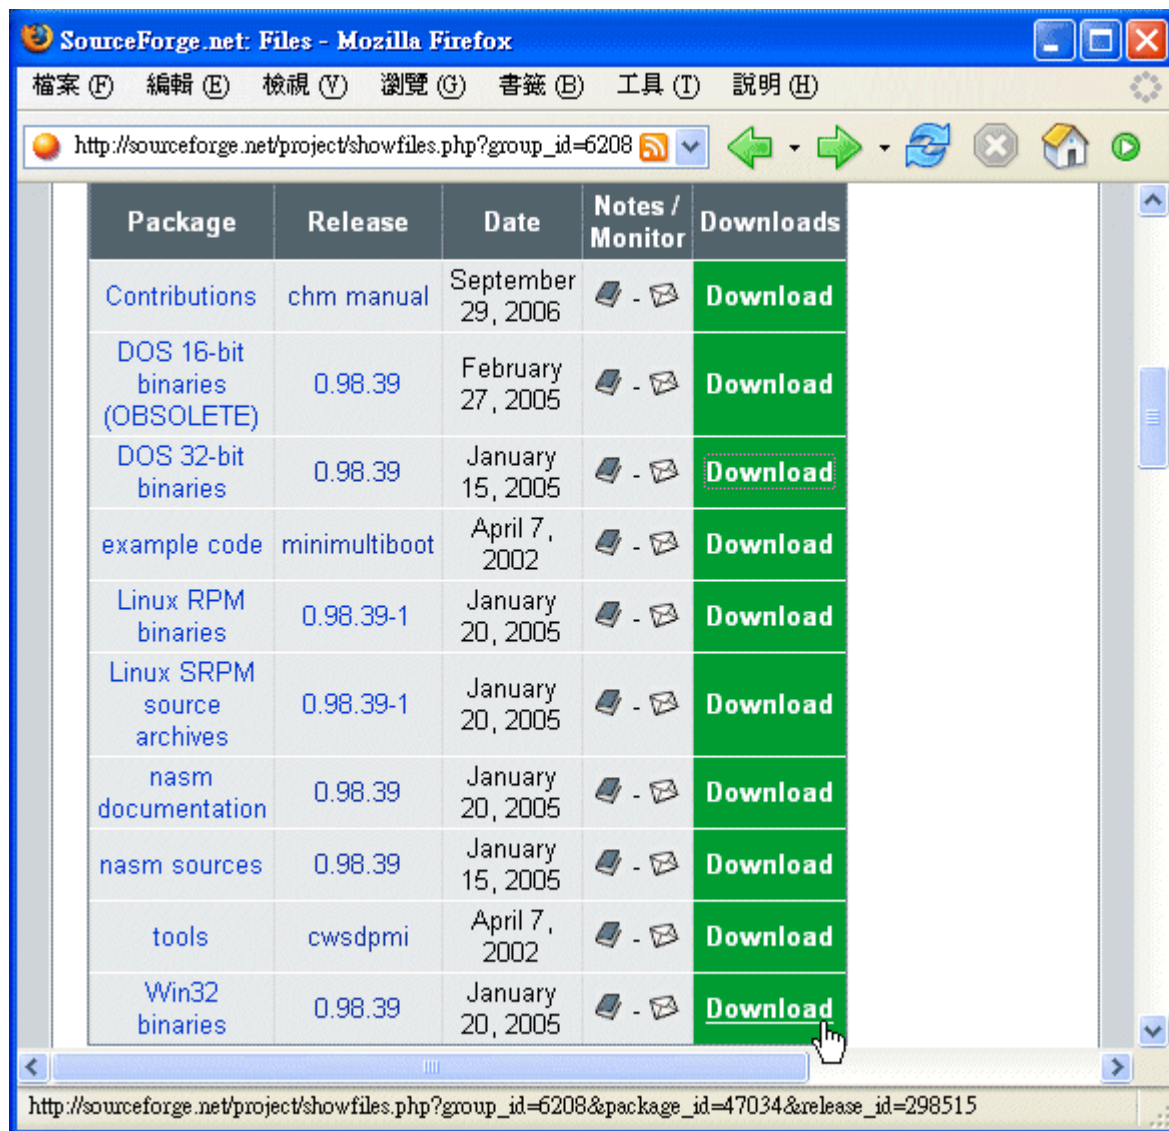 SourceForge.net: Files - Mozilla Firefox
檔案 (F) 編輯 (E) 檢視 (V) 瀏覽 (G) 書籤 (B) 工具 (T) 說明 (H)
http://sourceforge.net/project/showfiles.php?group_id=6208
Package Release Date Notes / Monitor Downloads
Contributions chm manual September 29, 2006 - Download
DOS 16-bit binaries (OBSOLETE) 0.98.39 February 27, 2005 - Download
DOS 32-bit binaries 0.98.39 January 15, 2005 - Download
example code minimultiboot April 7, 2002 - Download
Linux RPM binaries 0.98.39-1 January 20, 2005 - Download
Linux SRPM source archives 0.98.39-1 January 20, 2005 - Download
nasm documentation 0.98.39 January 20, 2005 - Download
nasm sources 0.98.39 January 15, 2005 - Download
tools cwsdpmi April 7, 2002 - Download
Win32 binaries 0.98.39 January 20, 2005 - Download
http://sourceforge.net/project/showfiles.php?group_id=6208&package_id=47034&release_id=298515